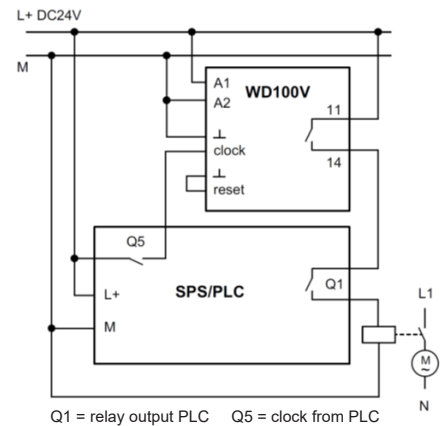 L+ DC24V
M
A1
WD100V
A2
11
⊥
clock
14
⊥
reset
Q5
SPS/PLC
Q1
L+
L1
M
M
~
N
Q1 = relay output PLC Q5 = clock from PLC